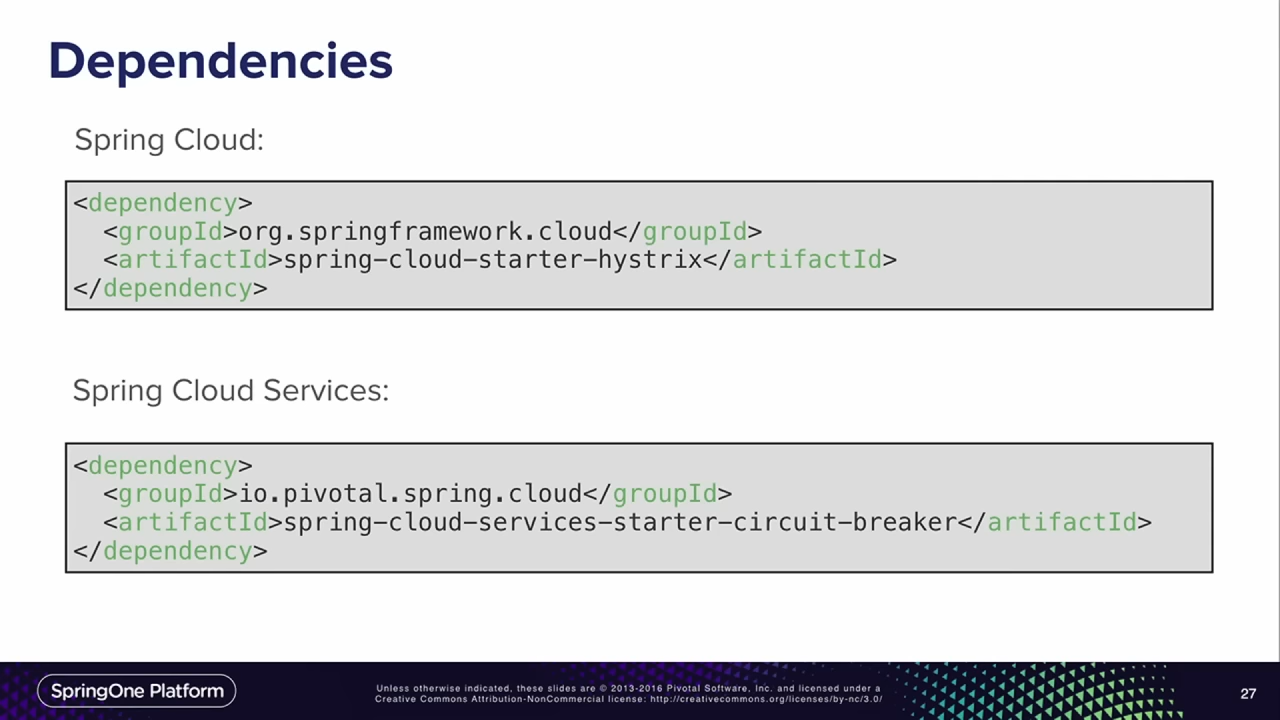 Dependencies
Spring Cloud:
<dependency>
  <groupId>org.springframework.cloud</groupId>
  <artifactId>spring-cloud-starter-hystrix</artifactId>
</dependency>
Spring Cloud Services:
<dependency>
  <groupId>io.pivotal.spring.cloud</groupId>
  <artifactId>spring-cloud-services-starter-circuit-breaker</artifactId>
</dependency>
SpringOne Platform
Unless otherwise indicated, these slides are © 2013-2016 Pivotal Software, Inc. and licensed under a
Creative Commons Attribution-NonCommercial license: http://creativecommons.org/licenses/by-nc/3.0/
27